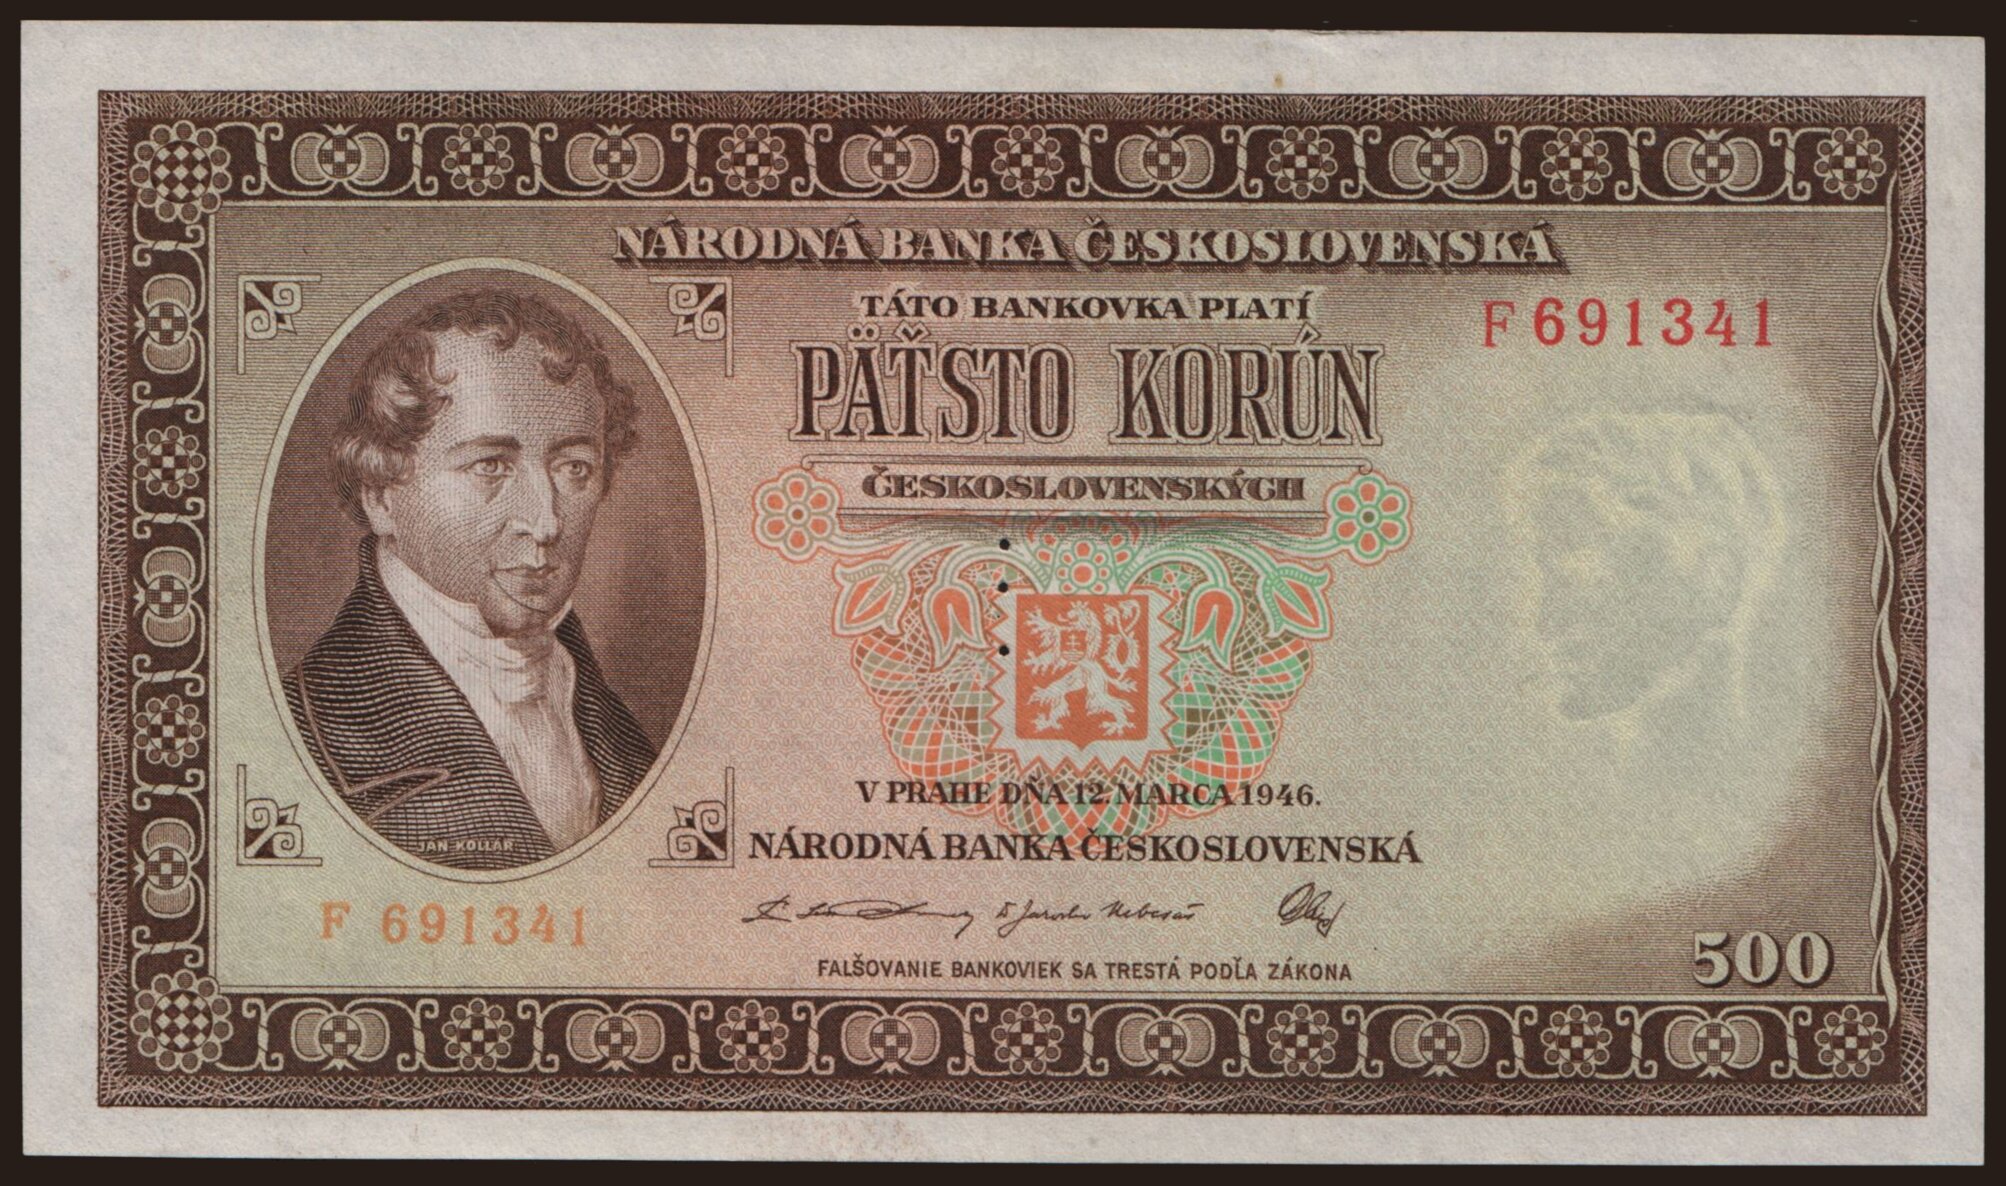 NÁRODNÁ BANKA ČESKOSLOVENSKÁ
TÁTO BANKOVKA PLATÍ
F 691341
PÄŤSTO KORÚN
ČESKOSLOVENSKÝCH
V PRAHE DŇA 12. MARCA 1946.
NÁRODNÁ BANKA ČESKOSLOVENSKÁ
JÁN KOLLÁR
F 691341
FALŠOVANIE BANKOVIEK SA TRESTÁ PODĽA ZÁKONA
500